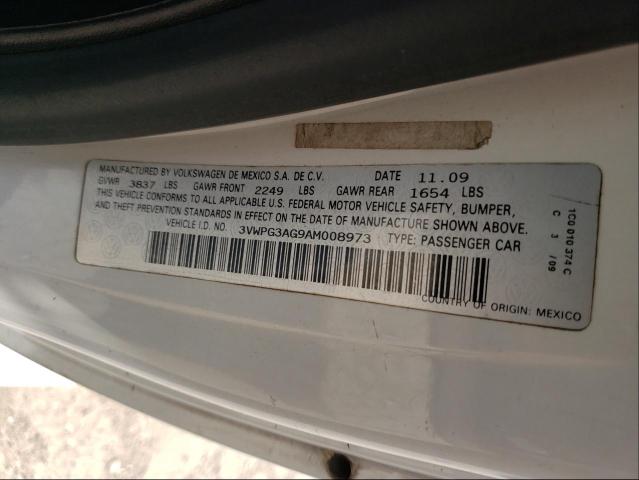 MANUFACTURED BY VOLKSWAGEN DE MEXICO S.A. DE C.V. DATE 11.09
GVWR 3837 LBS GAWR FRONT 2249 LBS GAWR REAR 1654 LBS
THIS VEHICLE CONFORMS TO ALL APPLICABLE U.S. FEDERAL MOTOR VEHICLE SAFETY, BUMPER,
AND THEFT PREVENTION STANDARDS IN EFFECT ON THE DATE OF MANUFACTURE SHOWN ABOVE.
VEHICLE I.D. NO. 3VWPG3AG9AM008973 TYPE: PASSENGER CAR
COUNTRY OF ORIGIN: MEXICO
1C0 010 374 C
C 3 /09